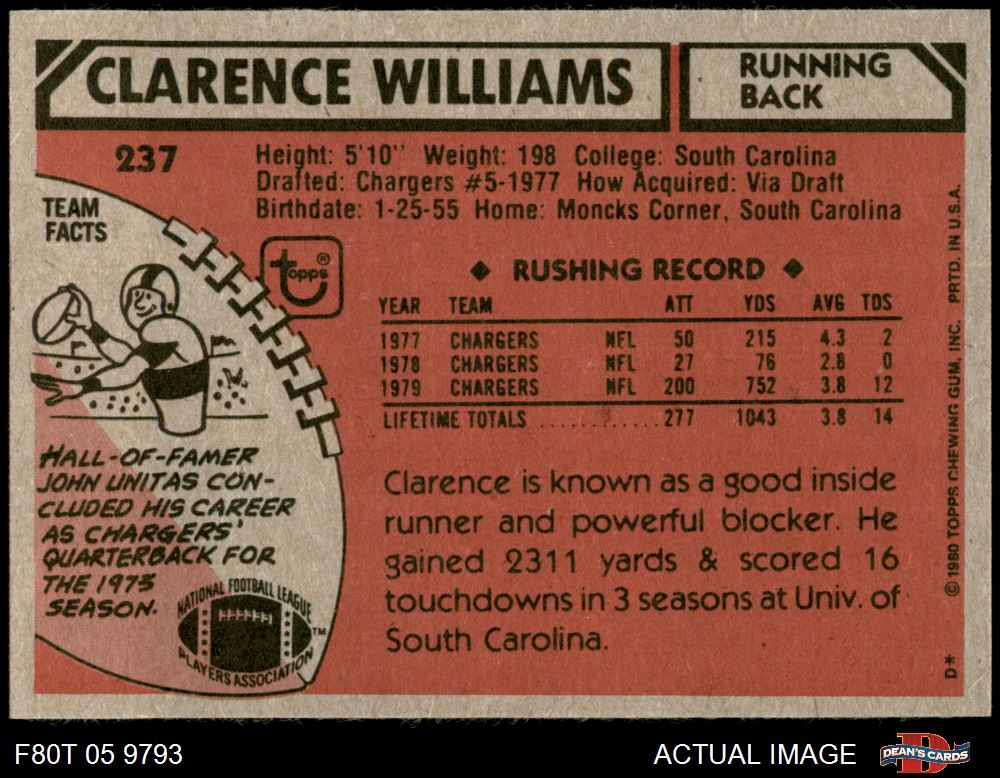 CLARENCE WILLIAMS
RUNNING
BACK
237
Height: 5'10" Weight: 198 College: South Carolina
Drafted: Chargers #5-1977 How Acquired: Via Draft
Birthdate: 1-25-55 Home: Moncks Corner, South Carolina
TEAM
FACTS
HALL-OF-FAMER
JOHN UNITAS CON-
CLUDED HIS CAREER
AS CHARGERS'
QUARTERBACK FOR
THE 1973
SEASON.
NATIONAL FOOTBALL LEAGUE
PLAYERS ASSOCIATION
TM
topps®
◆ RUSHING RECORD ◆
YEAR TEAM ATT YDS AVG TDS
1977 CHARGERS NFL 50 215 4.3 2
1978 CHARGERS NFL 27 76 2.8 0
1979 CHARGERS NFL 200 752 3.8 12
LIFETIME TOTALS ............ 277 1043 3.8 14
Clarence is known as a good inside
runner and powerful blocker. He
gained 2311 yards & scored 16
touchdowns in 3 seasons at Univ. of
South Carolina.
D* © 1980 TOPPS CHEWING GUM, INC. PRTD. IN U.S.A.
F80T 05 9793
ACTUAL IMAGE
DEAN'S CARDS